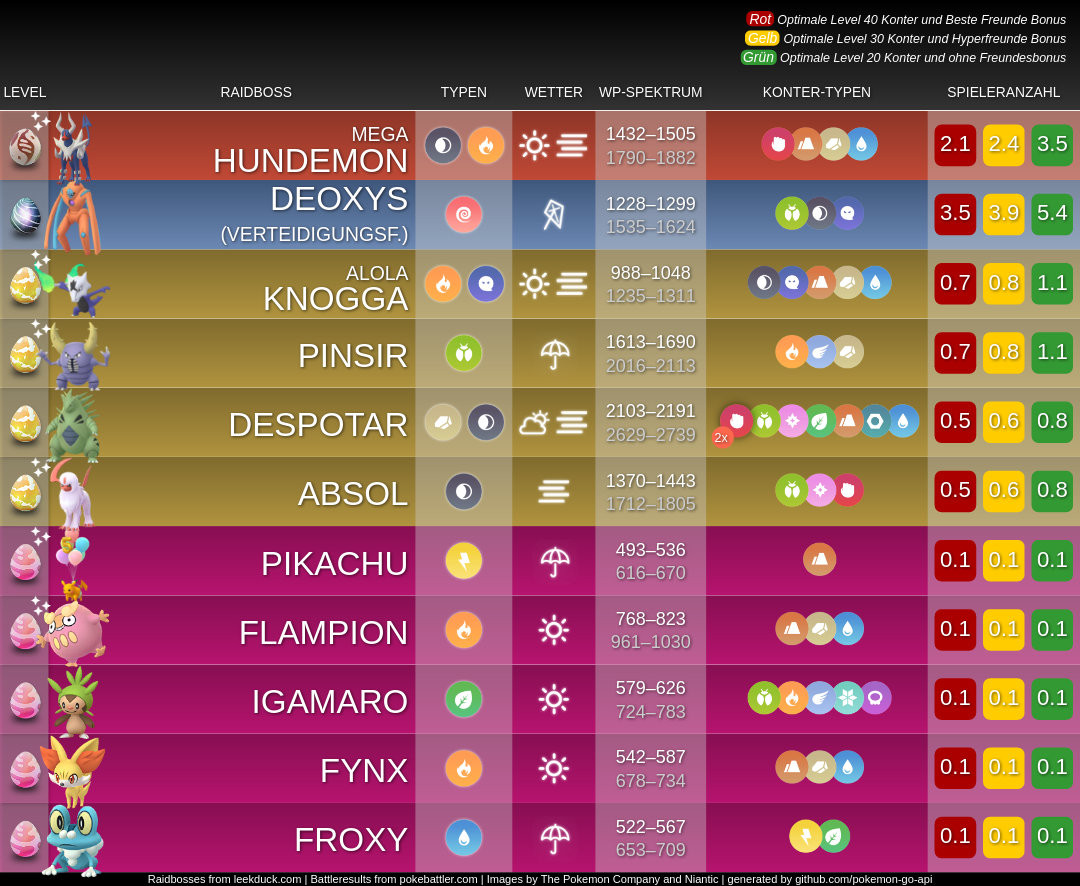 Rot Optimale Level 40 Konter und Beste Freunde Bonus
Gelb Optimale Level 30 Konter und Hyperfreunde Bonus
Grün Optimale Level 20 Konter und ohne Freundesbonus
LEVEL RAIDBOSS TYPEN WETTER WP-SPEKTRUM KONTER-TYPEN SPIELERANZAHL
MEGA
HUNDEMON
1432–1505
1790–1882
2.1 2.4 3.5
DEOXYS
(VERTEIDIGUNGSF.)
1228–1299
1535–1624
3.5 3.9 5.4
ALOLA
KNOGGA
988–1048
1235–1311
0.7 0.8 1.1
PINSIR
1613–1690
2016–2113
0.7 0.8 1.1
DESPOTAR
2103–2191
2629–2739
2x
0.5 0.6 0.8
ABSOL
1370–1443
1712–1805
0.5 0.6 0.8
PIKACHU
493–536
616–670
0.1 0.1 0.1
FLAMPION
768–823
961–1030
0.1 0.1 0.1
IGAMARO
579–626
724–783
0.1 0.1 0.1
FYNX
542–587
678–734
0.1 0.1 0.1
FROXY
522–567
653–709
0.1 0.1 0.1
Raidbosses from leekduck.com | Battleresults from pokebattler.com | Images by The Pokemon Company and Niantic | generated by github.com/pokemon-go-api